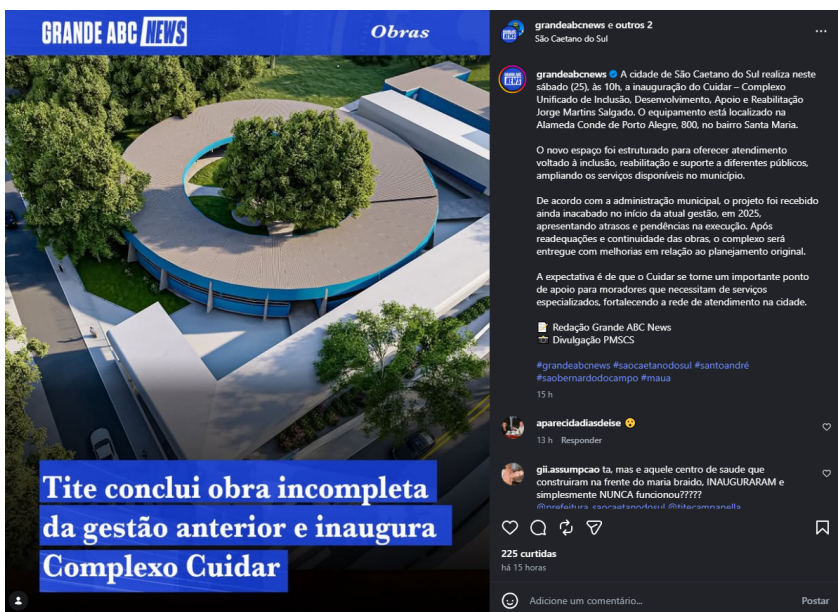 GRANDE ABC NEWS
Obras
Tite conclui obra incompleta
da gestão anterior e inaugura
Complexo Cuidar
grandeabcnews e outros 2
São Caetano do Sul
grandeabcnews A cidade de São Caetano do Sul realiza neste
sábado (25), às 10h, a inauguração do Cuidar – Complexo
Unificado de Inclusão, Desenvolvimento, Apoio e Reabilitação
Jorge Martins Salgado. O equipamento está localizado na
Alameda Conde de Porto Alegre, 800, no bairro Santa Maria.
O novo espaço foi estruturado para oferecer atendimento
voltado à inclusão, reabilitação e suporte a diferentes públicos,
ampliando os serviços disponíveis no município.
De acordo com a administração municipal, o projeto foi recebido
ainda inacabado no início da atual gestão, em 2025,
apresentando atrasos e pendências na execução. Após
readequações e continuidade das obras, o complexo será
entregue com melhorias em relação ao planejamento original.
A expectativa é de que o Cuidar se torne um importante ponto
de apoio para moradores que necessitam de serviços
especializados, fortalecendo a rede de atendimento na cidade.
📝 Redação Grande ABC News
📸 Divulgação PMSCS
#grandeabcnews #saocaetanodosul #santoandré
#saobernardodocampo #maua
15 h
aparecidadiasdeise 😯
13 h Responder
gii.assumpcao ta, mas e aquele centro de saude que
construiram na frente do maria braido, INAUGURARAM e
simplesmente NUNCA funcionou?????
@prefeitura_saocaetanodosul @titecampanella
225 curtidas
há 15 horas
Adicione um comentário...
Postar